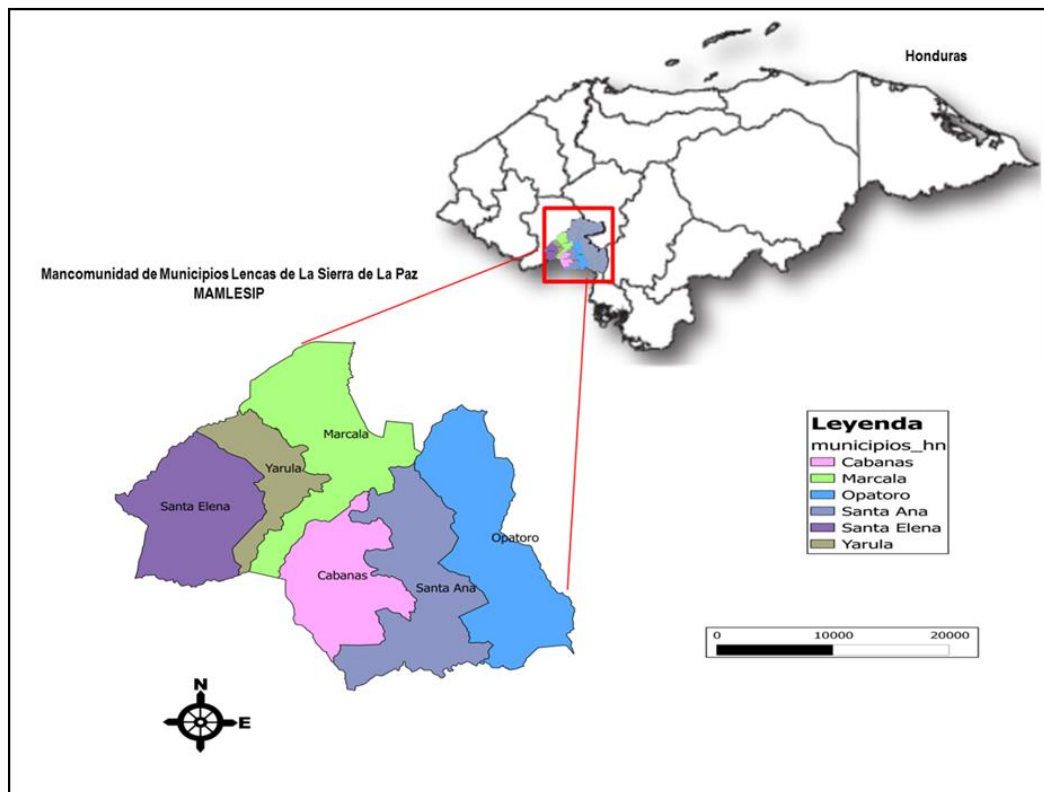 Honduras
Mancomunidad de Municipios Lencas de La Sierra de La Paz
MAMLESIP
Marcala
Yarula
Santa Elena
Opatoro
Cabanas
Santa Ana
Leyenda
municipios_hn
Cabanas
Marcala
Opatoro
Santa Ana
Santa Elena
Yarula
0 10000 20000
N
E